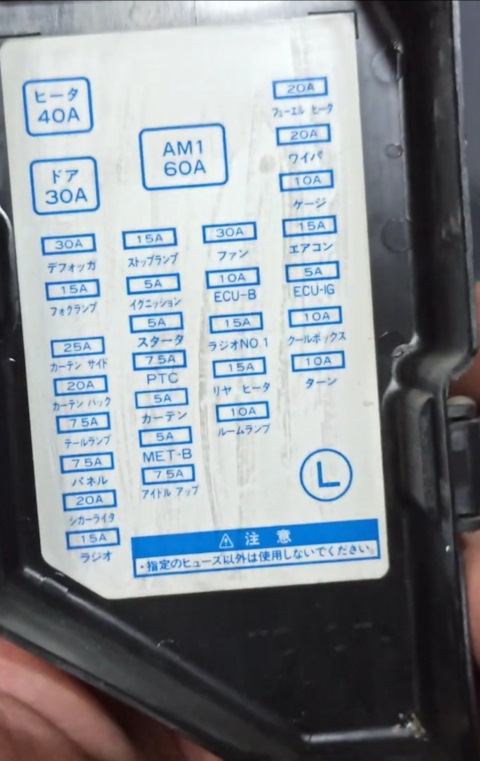 ヒータ
40A
ドア
30A
30A
デフォッガ
15A
フォグランプ
25A
カーテン サイド
20A
カーテン バック
7.5A
テールランプ
7.5A
パネル
20A
シガーライタ
15A
ラジオ
AM1
60A
15A
ストップランプ
5A
イグニッション
5A
スタータ
7.5A
PTC
5A
カーテン
5A
MET-B
7.5A
アイドル アップ
30A
ファン
10A
ECU-B
15A
ラジオNO.1
15A
リヤ ヒータ
10A
ルームランプ
20A
フューエル ヒータ
20A
ワイパ
10A
ゲージ
15A
エアコン
5A
ECU-IG
10A
クールボックス
10A
ターン
L
注 意
・指定のヒューズ以外は使用しないでください。